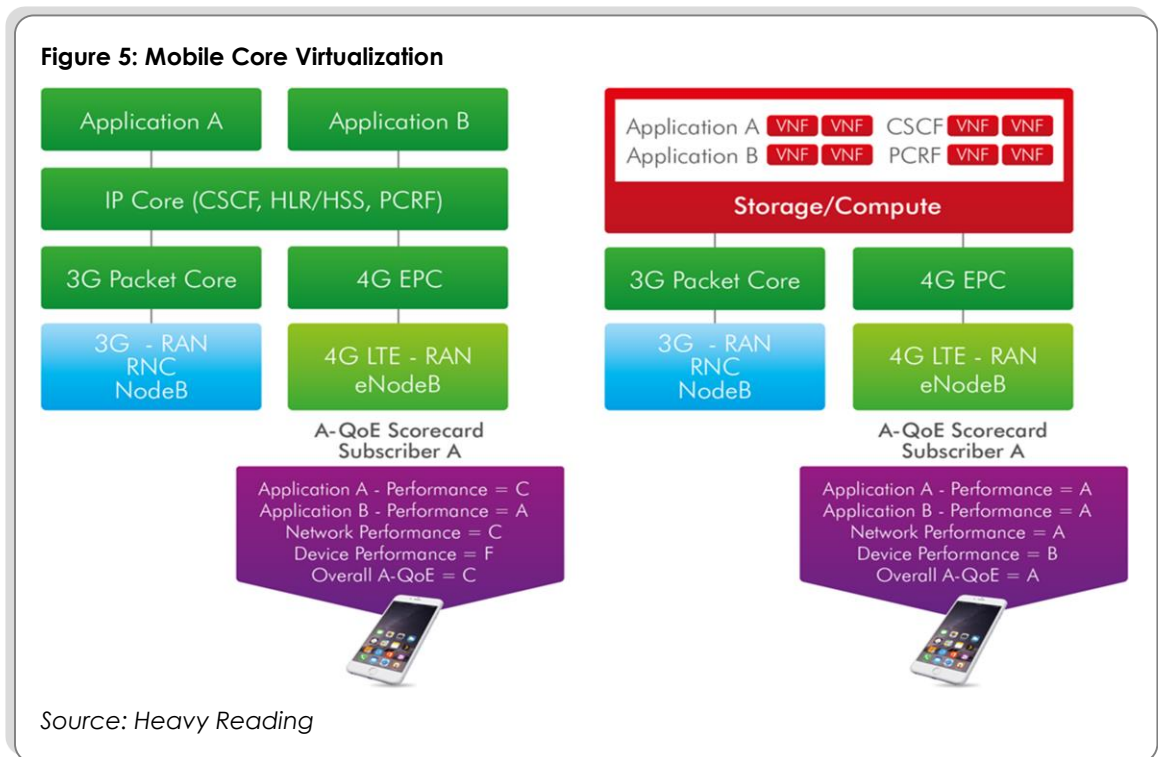 Figure 5: Mobile Core Virtualization
Application A
Application B
IP Core (CSCF, HLR/HSS, PCRF)
3G Packet Core
4G EPC
3G - RAN
RNC
NodeB
4G LTE - RAN
eNodeB
A-QoE Scorecard
Subscriber A
Application A - Performance = C
Application B - Performance = A
Network Performance = C
Device Performance = F
Overall A-QoE = C
Application A VNF VNF CSCF VNF VNF
Application B VNF VNF PCRF VNF VNF
Storage/Compute
3G Packet Core
4G EPC
3G - RAN
RNC
NodeB
4G LTE - RAN
eNodeB
A-QoE Scorecard
Subscriber A
Application A - Performance = A
Application B - Performance = A
Network Performance = A
Device Performance = B
Overall A-QoE = A
Source: Heavy Reading